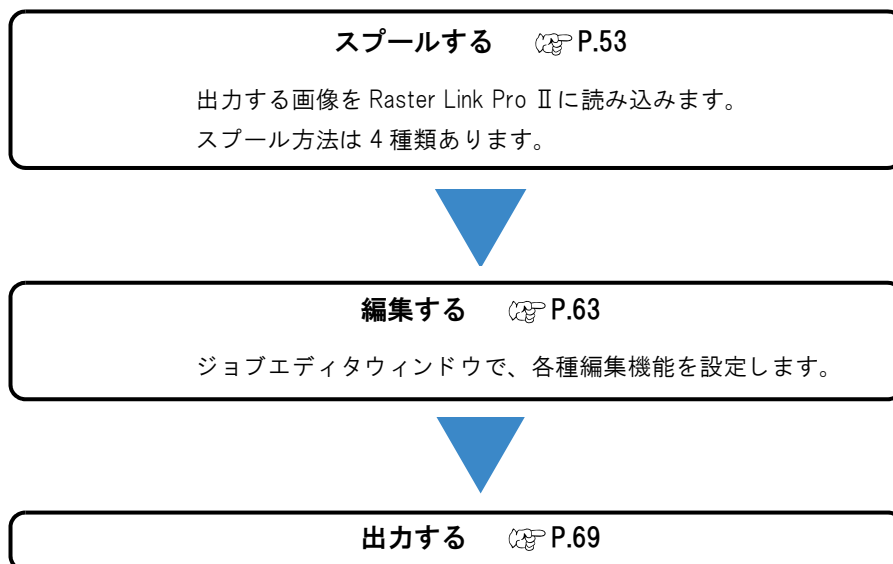 スプールする P.53
出力する画像を Raster Link Pro Ⅱに読み込みます。
スプール方法は 4 種類あります。
編集する P.63
ジョブエディタウィンドウで、各種編集機能を設定します。
出力する P.69